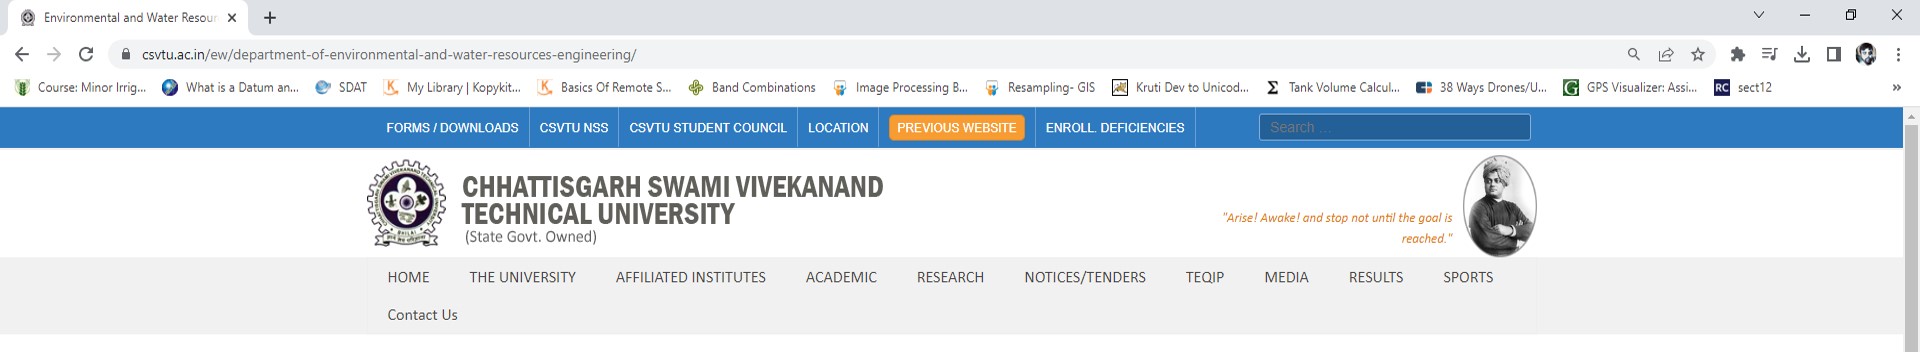 Environmental and Water Resour
csvtu.ac.in/ew/department-of-environmental-and-water-resources-engineering/
Course: Minor Irrig... What is a Datum an... SDAT My Library | Kopykit... Basics Of Remote S... Band Combinations Image Processing B... Resampling- GIS Kruti Dev to Unicod... Tank Volume Calcul... 38 Ways Drones/U... GPS Visualizer: Assi... RC sect12 »
FORMS / DOWNLOADS CSVTU NSS CSVTU STUDENT COUNCIL LOCATION PREVIOUS WEBSITE ENROLL. DEFICIENCIES Search ...
CHHATTISGARH SWAMI VIVEKANAND
TECHNICAL UNIVERSITY
(State Govt. Owned)
"Arise! Awake! and stop not until the goal is
reached."
HOME THE UNIVERSITY AFFILIATED INSTITUTES ACADEMIC RESEARCH NOTICES/TENDERS TEQIP MEDIA RESULTS SPORTS
Contact Us